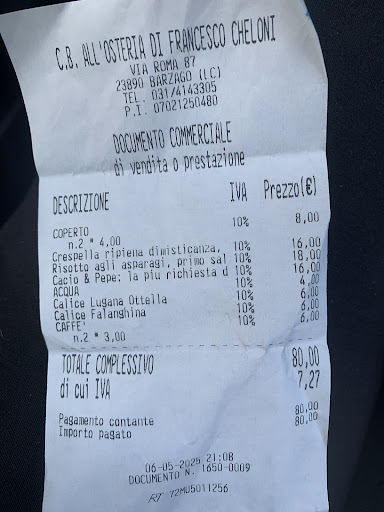 C.B. ALL'OSTERIA DI FRANCESCO CHELONI
VIA ROMA 87
23890 BARZAGO (LC)
TEL. 031/4143305
P.I. 07021250480
DOCUMENTO COMMERCIALE
di vendita o prestazione
DESCRIZIONE IVA Prezzo(€)
COPERTO 10% 8,00
n.2 * 4,00
Crespella ripiena dimisticanza, 10% 16,00
Risotto agli asparagi, primo sal 10% 18,00
Cacio & Pepe: la piu richiesta d 10% 16,00
ACQUA 10% 4,00
Calice Lugana Ottella 10% 6,00
Calice Falanghina 10% 6,00
CAFFE' 10% 6,00
n.2 * 3,00
TOTALE COMPLESSIVO 80,00
di cui IVA 7,27
Pagamento contante 80,00
Importo pagato 80,00
06-05-2025 21:08
DOCUMENTO N. 1650-0009
RT 72MU5011256